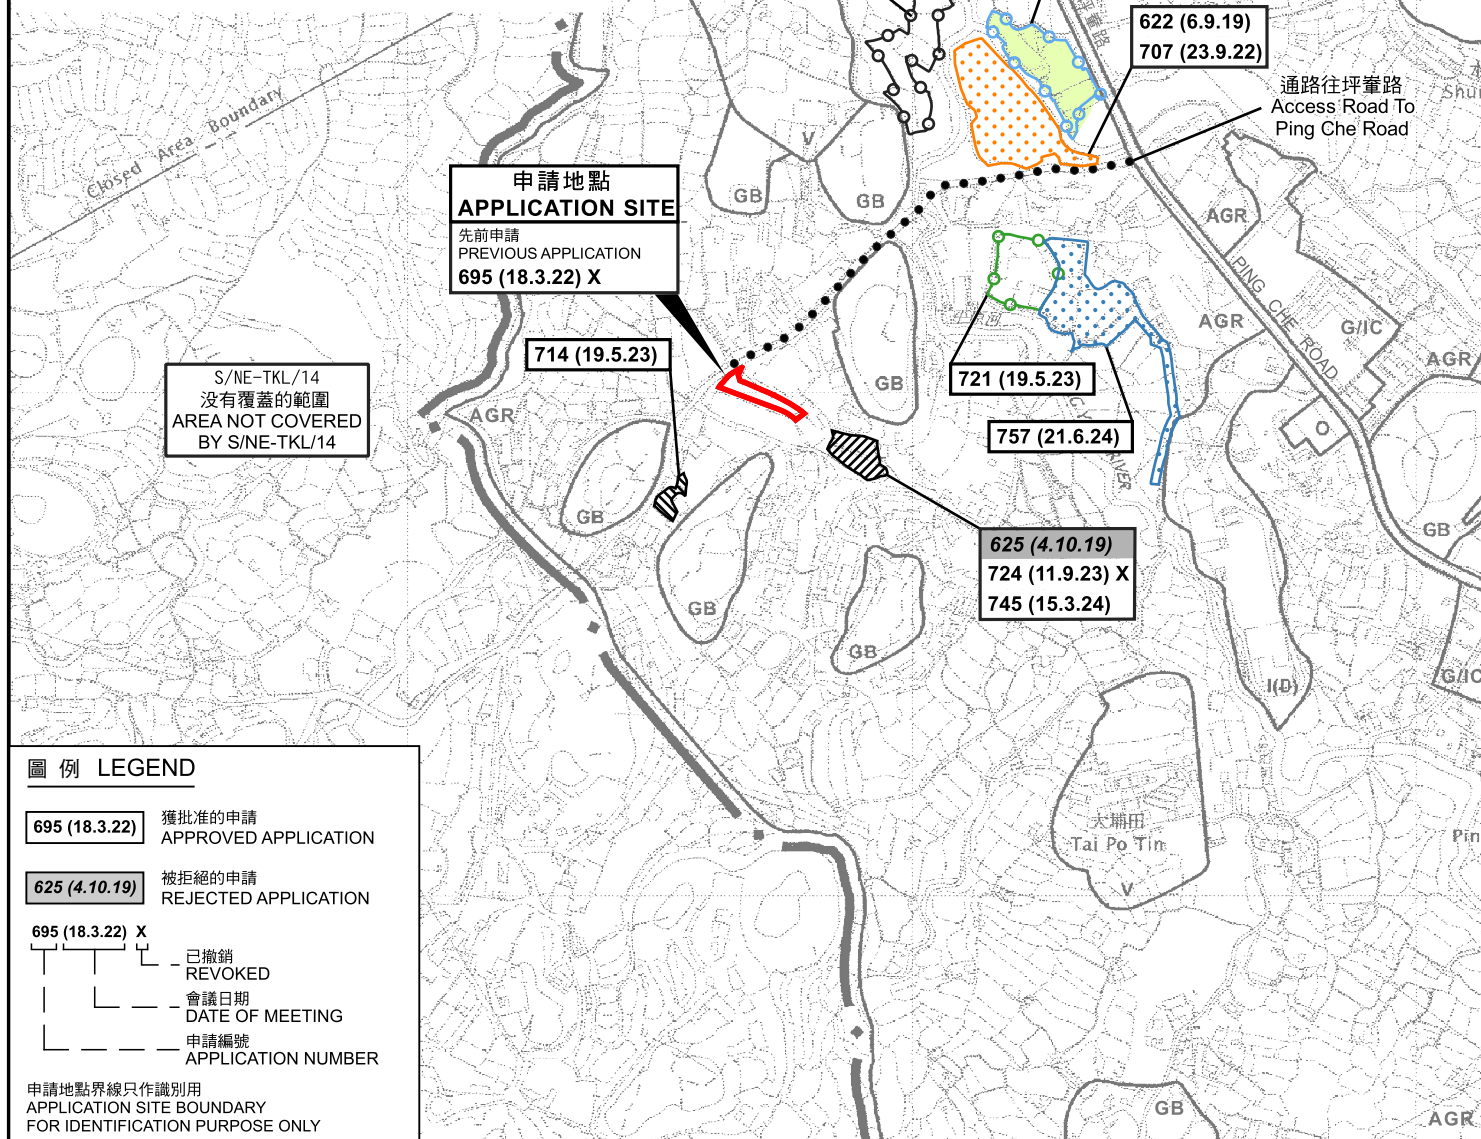 622 (6.9.19)
707 (23.9.22)
坪輋路
通路往坪輋路
Access Road To
Ping Che Road
Shui
Closed Area Boundary
V
GB
GB
AGR
申請地點
APPLICATION SITE
先前申請
PREVIOUS APPLICATION
695 (18.3.22) X
PING CHE ROAD
AGR
G/IC
AGR
714 (19.5.23)
S/NE-TKL/14
没有覆蓋的範圍
AREA NOT COVERED
BY S/NE-TKL/14
AGR
GB
721 (19.5.23)
757 (21.6.24)
RIVER
GB
GB
625 (4.10.19)
724 (11.9.23) X
745 (15.3.24)
GB
GB
I(D)
G/IC
大埔田
Tai Po Tin
V
Pin
GB
AGR
圖例 LEGEND
695 (18.3.22)
獲批准的申請
APPROVED APPLICATION
625 (4.10.19)
被拒絕的申請
REJECTED APPLICATION
695 (18.3.22) X
已撤銷
REVOKED
會議日期
DATE OF MEETING
申請編號
APPLICATION NUMBER
申請地點界線只作識別用
APPLICATION SITE BOUNDARY
FOR IDENTIFICATION PURPOSE ONLY